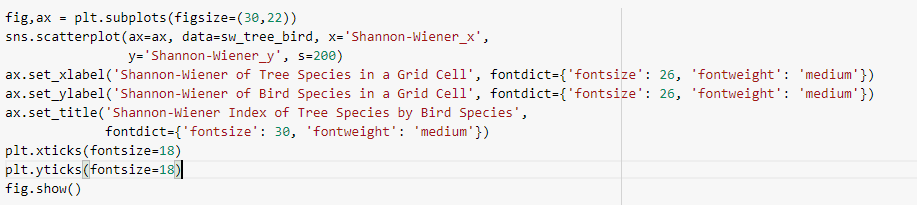 fig,ax = plt.subplots(figsize=(30,22))
sns.scatterplot(ax=ax, data=sw_tree_bird, x='Shannon-Wiener_x',
                y='Shannon-Wiener_y', s=200)
ax.set_xlabel('Shannon-Wiener of Tree Species in a Grid Cell', fontdict={'fontsize': 26, 'fontweight': 'medium'})
ax.set_ylabel('Shannon-Wiener of Bird Species in a Grid Cell', fontdict={'fontsize': 26, 'fontweight': 'medium'})
ax.set_title('Shannon-Wiener Index of Tree Species by Bird Species',
             fontdict={'fontsize': 30, 'fontweight': 'medium'})
plt.xticks(fontsize=18)
plt.yticks(fontsize=18)
fig.show()